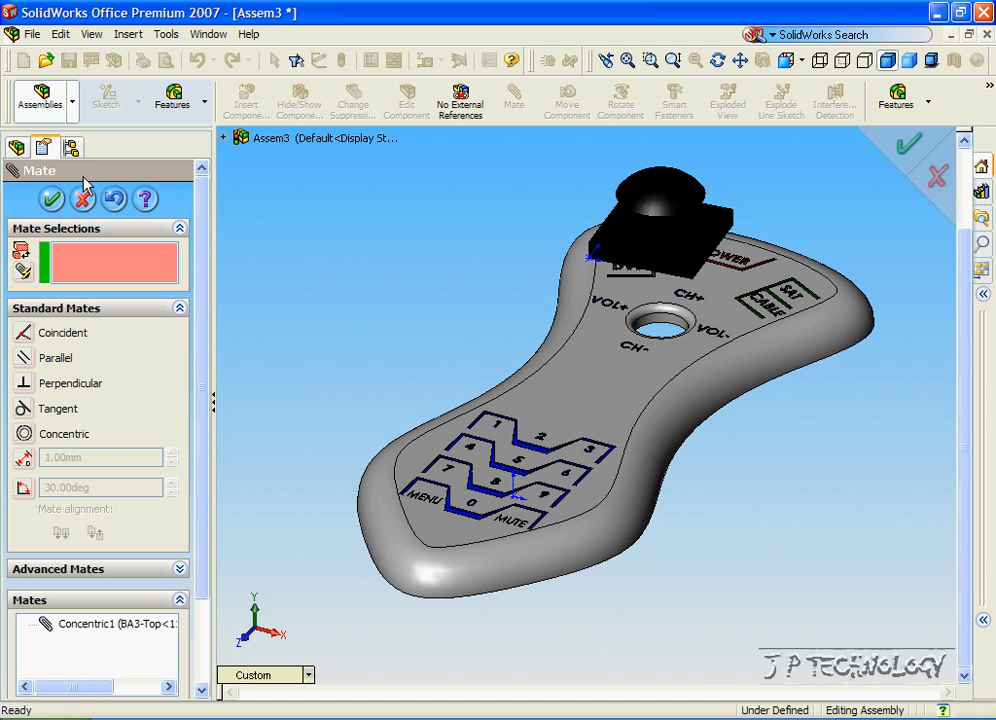 SolidWorks Office Premium 2007 - [Assem3 *]
File Edit View Insert Tools Window Help
SolidWorks Search
Assemblies Sketch Features
Insert Compone... Hide/Show Compone... Change Suppressi... Edit Component No External References Mate Move Component Rotate Component Smart Fasteners Exploded View Explode Line Sketch Interfere... Detection Features
Assem3 (Default<Display St...
Mate
Mate Selections
Standard Mates
Coincident
Parallel
Perpendicular
Tangent
Concentric
1.00mm
30.00deg
Mate alignment:
Advanced Mates
Mates
Concentric1 (BA3-Top<1
SAT
CABLE
VOL+ CH+ VOL-
CH-
1 2 3
4 5 6
7 8 9
MENU 0 MUTE
Y
Z X
Custom
J P TECHNOLOGY
Ready Under Defined Editing Assembly